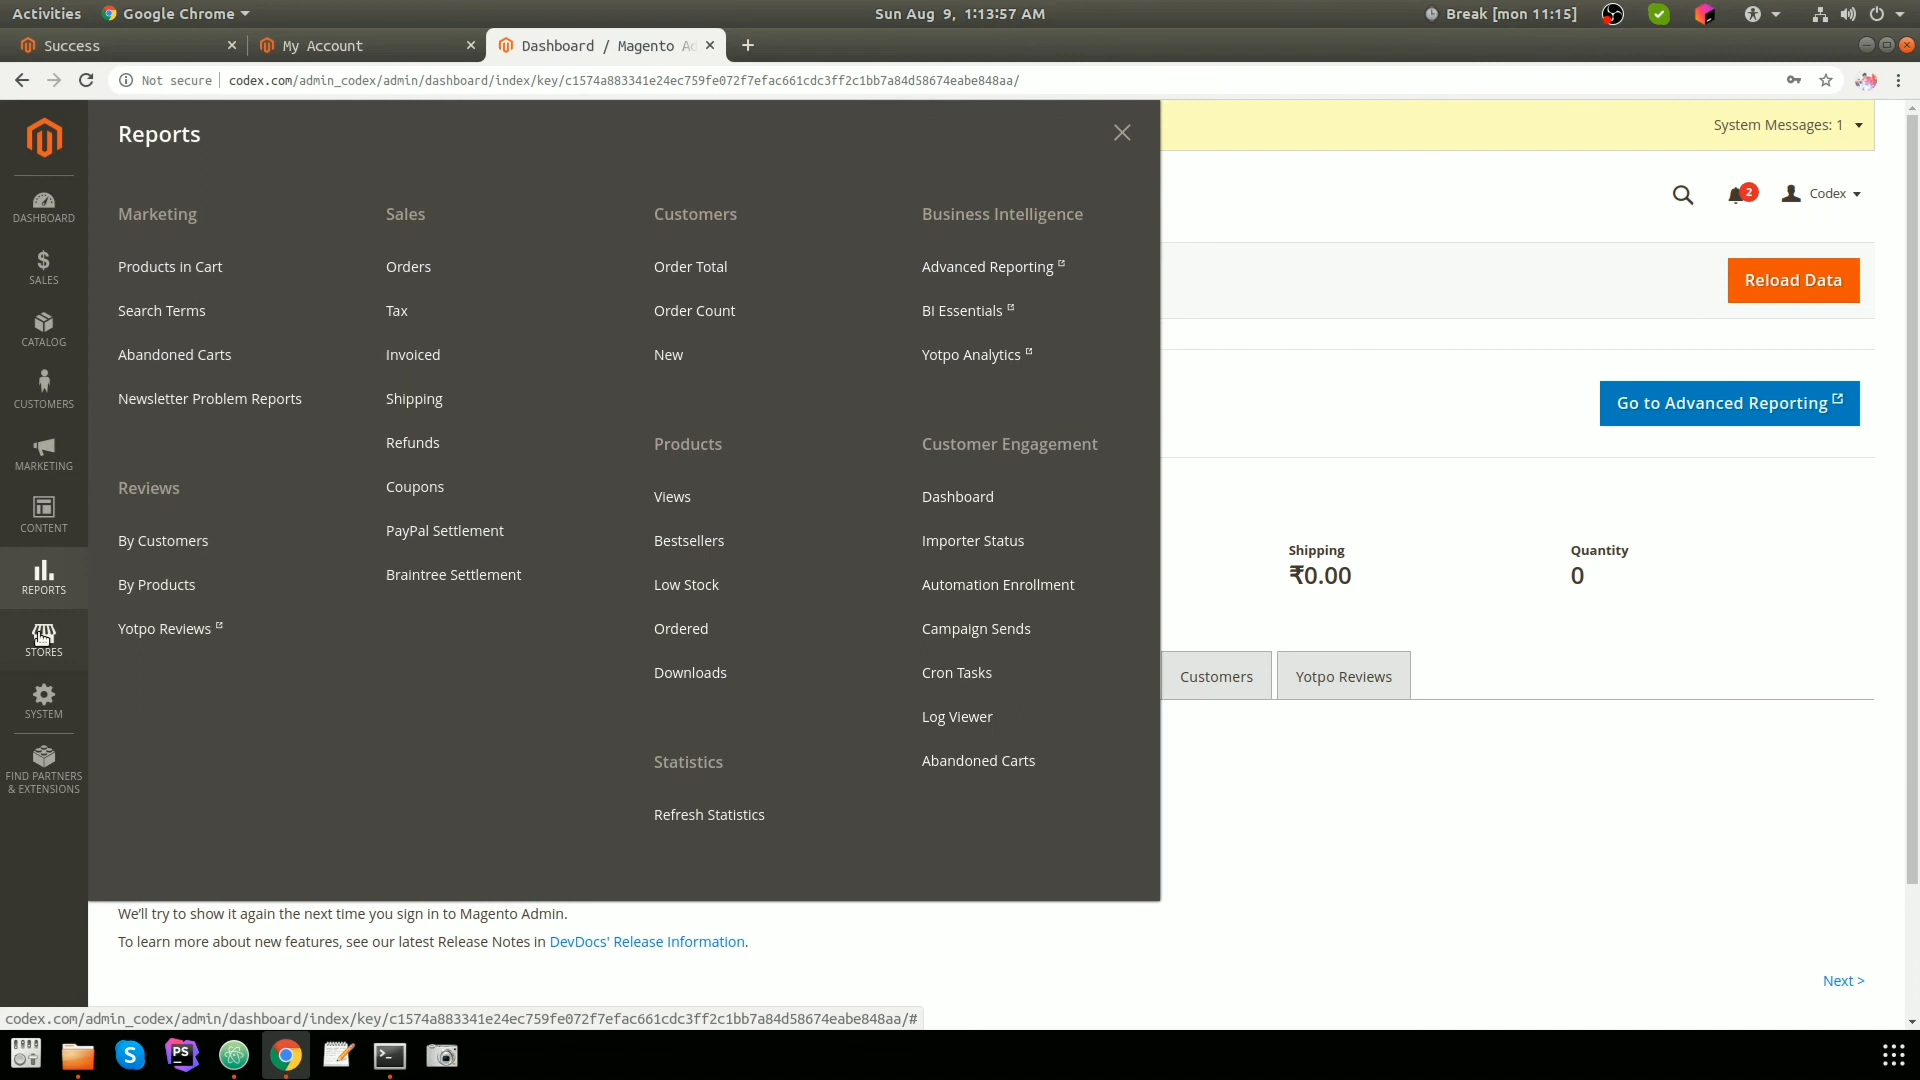 Activities
Google Chrome
Sun Aug 9, 1:13:57 AM
Break [mon 11:15]
Success
My Account
Dashboard / Magento Ad
Not secure
codex.com/admin_codex/admin/dashboard/index/key/c1574a883341e24ec759fe072f7efac661cdc3ff2c1bb7a84d58674eabe848aa/
DASHBOARD
SALES
CATALOG
CUSTOMERS
MARKETING
CONTENT
REPORTS
STORES
SYSTEM
FIND PARTNERS
& EXTENSIONS
Reports
Marketing
Products in Cart
Search Terms
Abandoned Carts
Newsletter Problem Reports
Reviews
By Customers
By Products
Yotpo Reviews
Sales
Orders
Tax
Invoiced
Shipping
Refunds
Coupons
PayPal Settlement
Braintree Settlement
Customers
Order Total
Order Count
New
Products
Views
Bestsellers
Low Stock
Ordered
Downloads
Statistics
Refresh Statistics
Business Intelligence
Advanced Reporting
BI Essentials
Yotpo Analytics
Customer Engagement
Dashboard
Importer Status
Automation Enrollment
Campaign Sends
Cron Tasks
Log Viewer
Abandoned Carts
System Messages: 1
2
Codex
Reload Data
Go to Advanced Reporting
Shipping
₹0.00
Quantity
0
Customers
Yotpo Reviews
We'll try to show it again the next time you sign in to Magento Admin.
To learn more about new features, see our latest Release Notes in DevDocs' Release Information.
Next >
codex.com/admin_codex/admin/dashboard/index/key/c1574a883341e24ec759fe072f7efac661cdc3ff2c1bb7a84d58674eabe848aa/#
S
PS